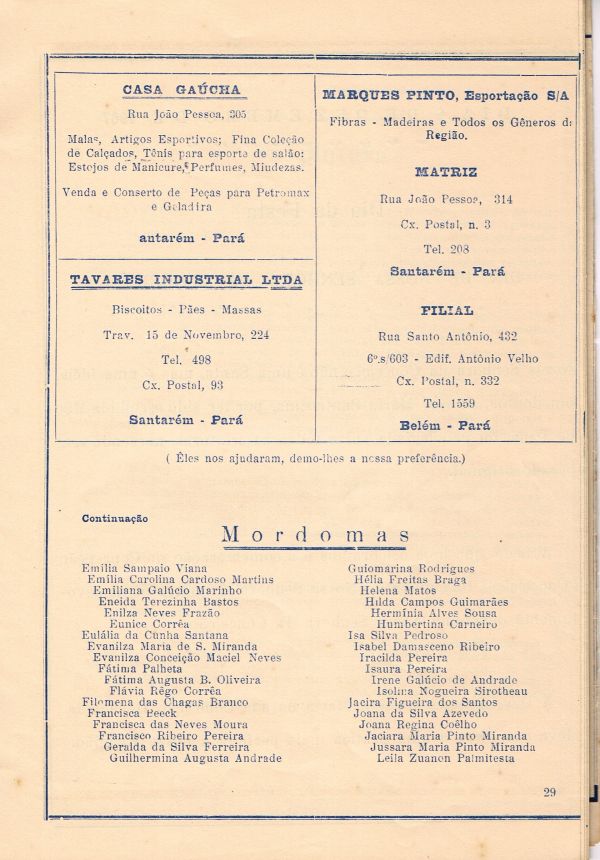 CASA GAÚCHA
Rua João Pessoa, 305
Malas, Artigos Esportivos; Fina Coleção
de Calçados, Tênis para esporte de salão:
Estojos de Manicure, Perfumes, Miudezas.
Venda e Conserto de Peças para Petromax
e Geladira
antarém - Pará
TAVARES INDUSTRIAL LTDA
Biscoitos - Pães - Massas
Trav. 15 de Novembro, 224
Tel. 498
Cx. Postal, 93
Santarém - Pará
MARQUES PINTO, Esportação S/A
Fibras - Madeiras e Todos os Gêneros d
Região.
MATRIZ
Rua João Pessoa, 314
Cx. Postal, n. 3
Tel. 208
Santarém - Pará
FILIAL
Rua Santo Antônio, 432
6º.s/603 - Edif. Antônio Velho
Cx. Postal, n. 332
Tel. 1559
Belém - Pará
( Êles nos ajudaram, demo-lhes a nossa preferência.)
Continuação
Mordomas
Emília Sampaio Viana
Emília Carolina Cardoso Martins
Emiliana Galúcio Marinho
Eneida Terezinha Bastos
Enilza Neves Frazão
Eunice Corrêa
Eulália da Cunha Santana
Evanilza Maria de S. Miranda
Evanilza Conceição Maciel Neves
Fátima Palheta
Fátima Augusta B. Oliveira
Flávia Rêgo Corrêa
Filomena das Chagas Branco
Francisca Beeck
Francisca das Neves Moura
Francisco Ribeiro Pereira
Geralda da Silva Ferreira
Guilhermina Augusta Andrade
Guiomarina Rodrigues
Hélia Freitas Braga
Helena Matos
Hilda Campos Guimarães
Hermínia Alves Sousa
Humbertina Carneiro
Isa Silva Pedroso
Isabel Damasceno Ribeiro
Iracilda Pereira
Isaura Pereira
Irene Galúcio de Andrade
Isolina Nogueira Sirotheau
Jacira Figueira dos Santos
Joana da Silva Azevedo
Joana Regina Coêlho
Jaciara Maria Pinto Miranda
Jussara Maria Pinto Miranda
Leila Zuanon Palmitesta
29